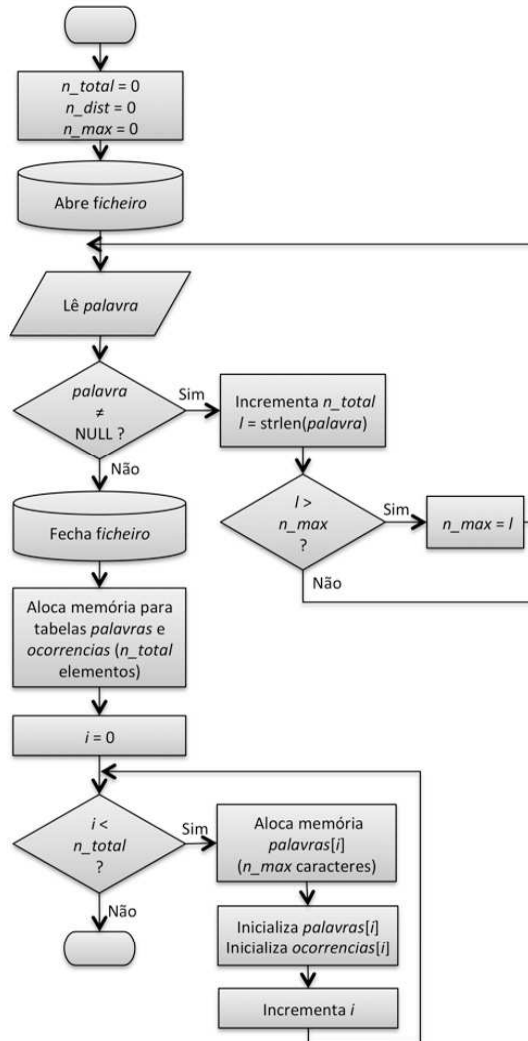 n_total = 0
n_dist = 0
n_max = 0
Abre ficheiro
Lê palavra
palavra
≠
NULL ?
Sim
Incrementa n_total
l = strlen(palavra)
Não
l >
n_max
?
Sim
n_max = l
Não
Fecha ficheiro
Aloca memória para
tabelas palavras e
ocorrencias (n_total
elementos)
i = 0
i <
n_total
?
Sim
Aloca memória
palavras[i]
(n_max caracteres)
Não
Inicializa palavras[i]
Inicializa ocorrencias[i]
Incrementa i